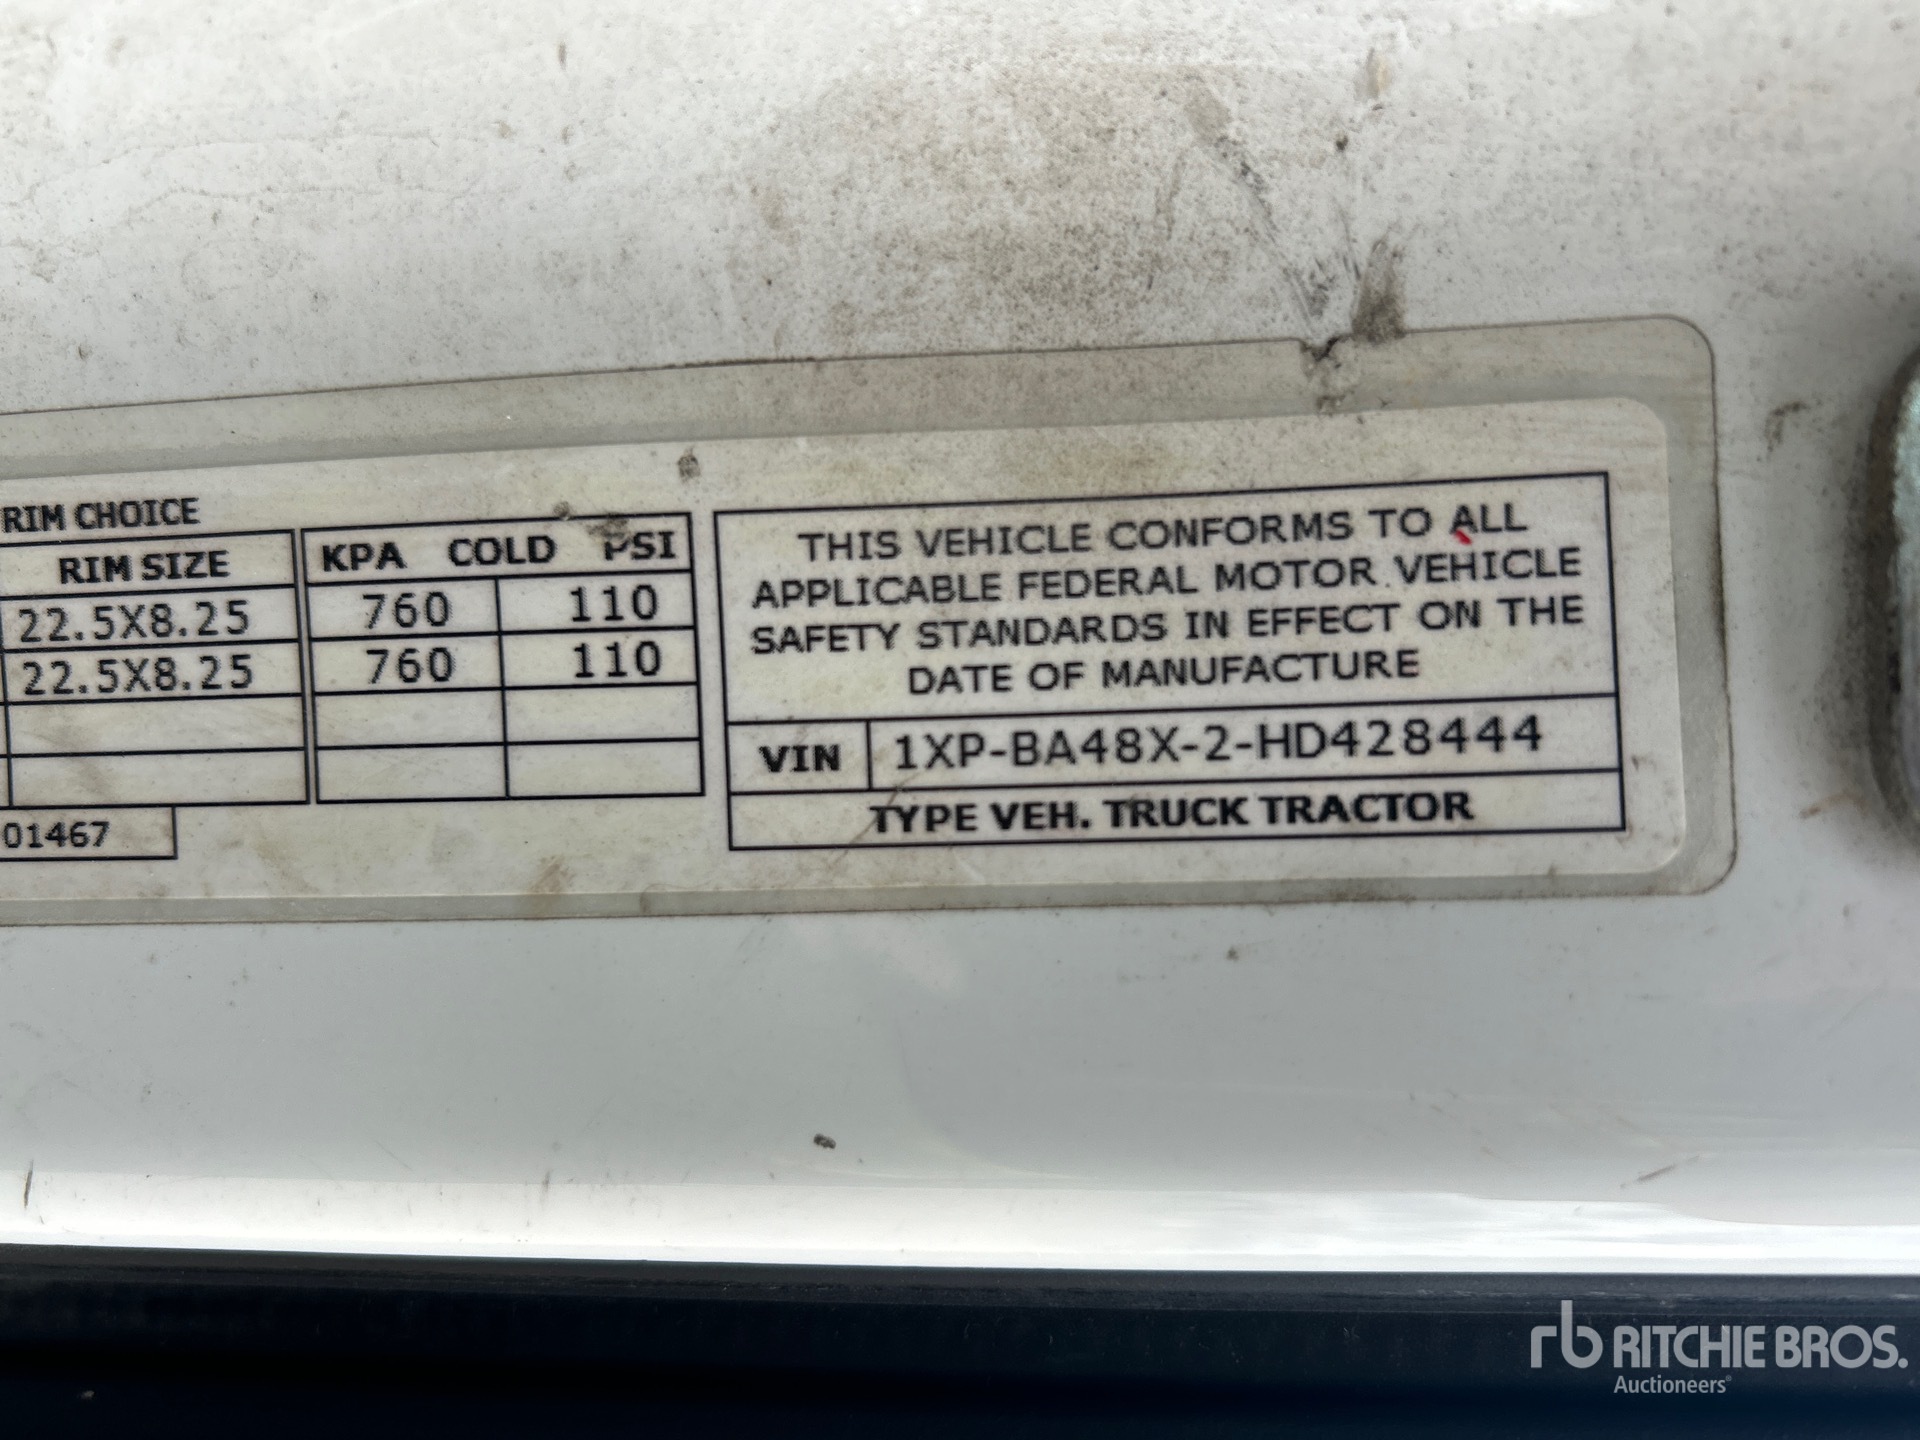 RIM CHOICE
RIM SIZE
KPA COLD PSI
22.5X8.25 760 110
22.5X8.25 760 110
01467
THIS VEHICLE CONFORMS TO ALL
APPLICABLE FEDERAL MOTOR VEHICLE
SAFETY STANDARDS IN EFFECT ON THE
DATE OF MANUFACTURE
VIN 1XP-BA48X-2-HD428444
TYPE VEH. TRUCK TRACTOR
rb RITCHIE BROS.
Auctioneers